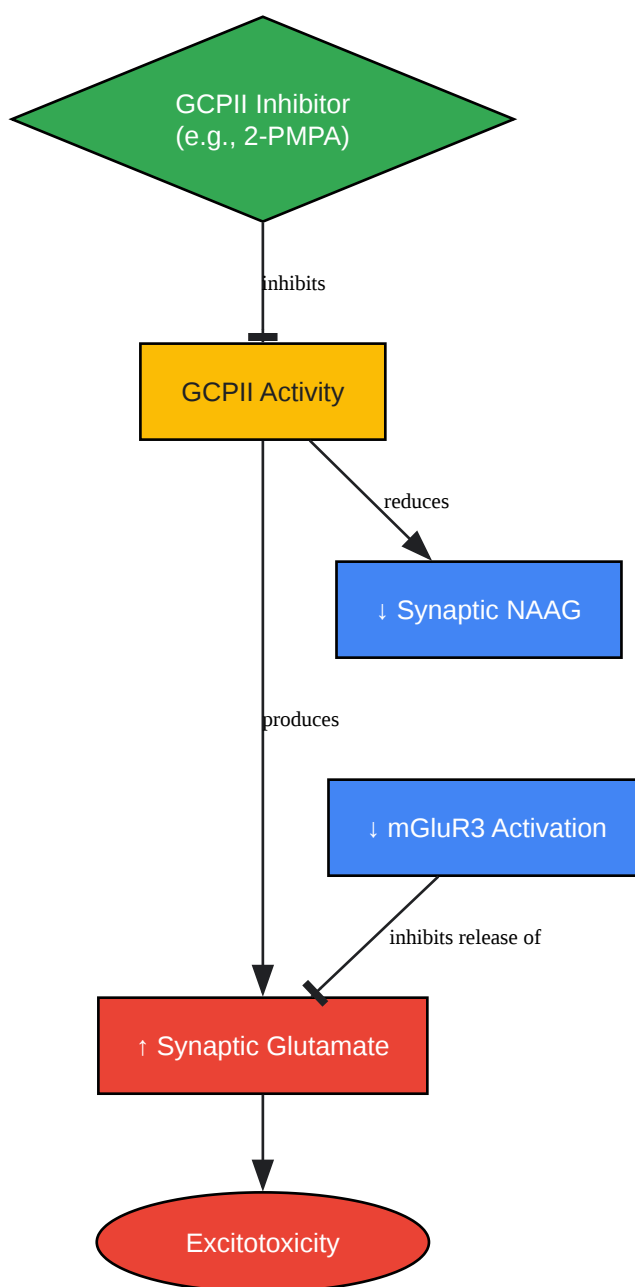 GCPII Inhibitor
(e.g., 2-PMPA)
inhibits
GCPII Activity
reduces
↓ Synaptic NAAG
produces
↓ mGluR3 Activation
inhibits release of
↑ Synaptic Glutamate
Excitotoxicity